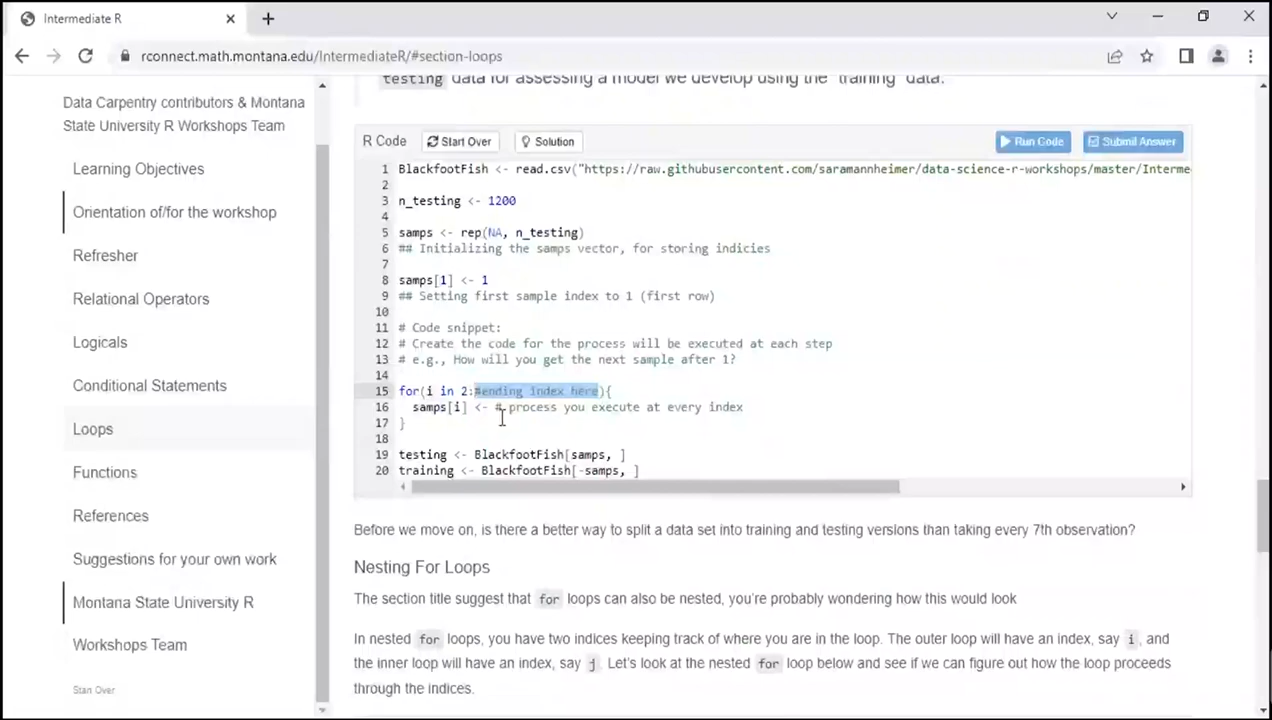 Intermediate R
rconnect.math.montana.edu/IntermediateR/#section-loops
Data Carpentry contributors & Montana
State University R Workshops Team
Learning Objectives
Orientation of/for the workshop
Refresher
Relational Operators
Logicals
Conditional Statements
Loops
Functions
References
Suggestions for your own work
Montana State University R
Workshops Team
Start Over
testing data for assessing a model we develop using the "training" data.
R Code Start Over Solution Run Code Submit Answer
1 BlackfootFish <- read.csv("https://raw.githubusercontent.com/saramannheimer/data-science-r-workshops/master/Interme
2
3 n_testing <- 1200
4
5 samps <- rep(NA, n_testing)
6 ## Initializing the samps vector, for storing indicies
7
8 samps[1] <- 1
9 ## Setting first sample index to 1 (first row)
10
11 # Code snippet:
12 # Create the code for the process will be executed at each step
13 # e.g., How will you get the next sample after 1?
14
15 for(i in 2:#ending index here){
16 samps[i] <- # process you execute at every index
17 }
18
19 testing <- BlackfootFish[samps, ]
20 training <- BlackfootFish[-samps, ]
Before we move on, is there a better way to split a data set into training and testing versions than taking every 7th observation?
Nesting For Loops
The section title suggest that for loops can also be nested, you're probably wondering how this would look
In nested for loops, you have two indices keeping track of where you are in the loop. The outer loop will have an index, say i, and
the inner loop will have an index, say j. Let's look at the nested for loop below and see if we can figure out how the loop proceeds
through the indices.